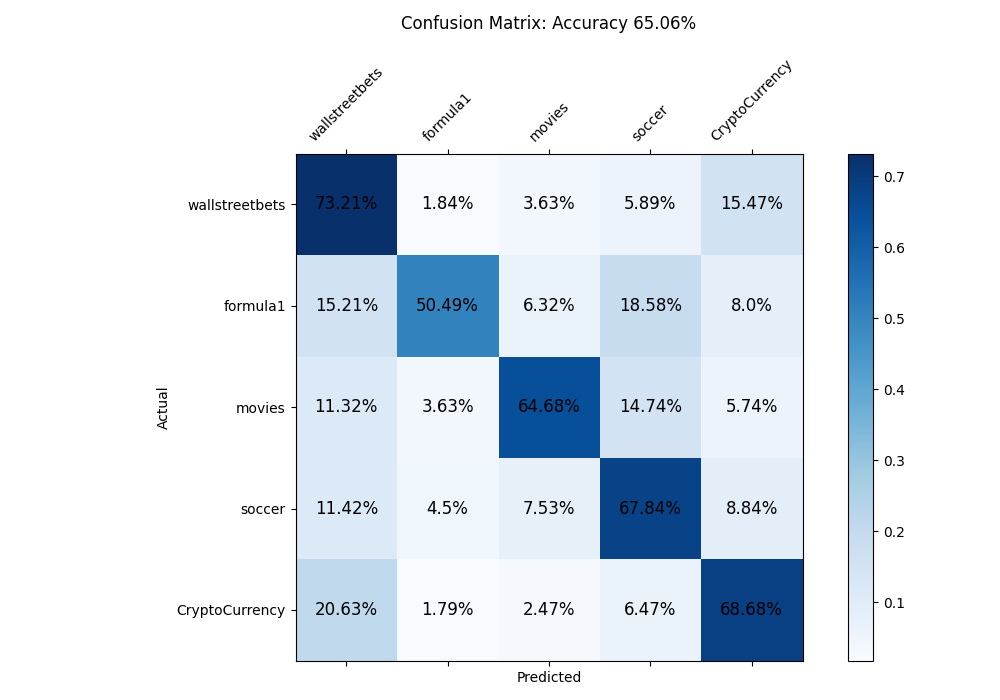 Confusion Matrix: Accuracy 65.06%
wallstreetbets formula1 movies soccer CryptoCurrency
wallstreetbets 73.21% 1.84% 3.63% 5.89% 15.47%
formula1 15.21% 50.49% 6.32% 18.58% 8.0%
movies 11.32% 3.63% 64.68% 14.74% 5.74%
soccer 11.42% 4.5% 7.53% 67.84% 8.84%
CryptoCurrency 20.63% 1.79% 2.47% 6.47% 68.68%
Actual
Predicted
0.7
0.6
0.5
0.4
0.3
0.2
0.1